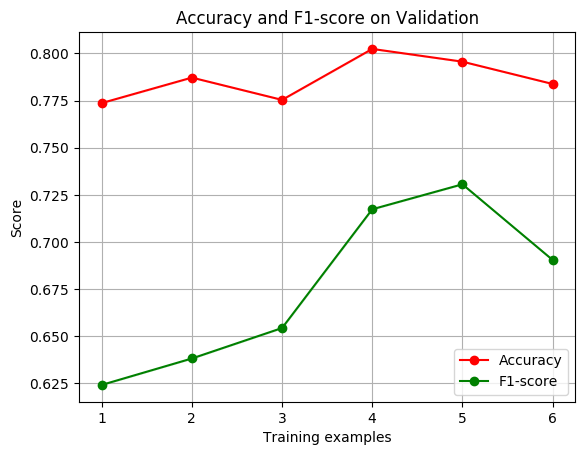 Accuracy and F1-score on Validation
Score
0.800
0.775
0.750
0.725
0.700
0.675
0.650
0.625
1 2 3 4 5 6
Training examples
Accuracy
F1-score